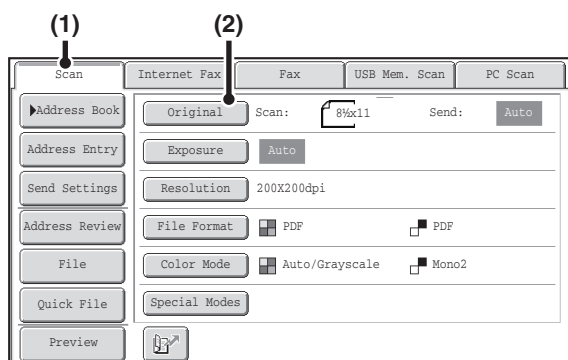 (1) (2)
Scan Internet Fax Fax USB Mem. Scan PC Scan
Address Book Original Scan: 8½x11 Send: Auto
Address Entry Exposure Auto
Send Settings Resolution 200X200dpi
Address Review File Format PDF PDF
File Color Mode Auto/Grayscale Mono2
Quick File Special Modes
Preview